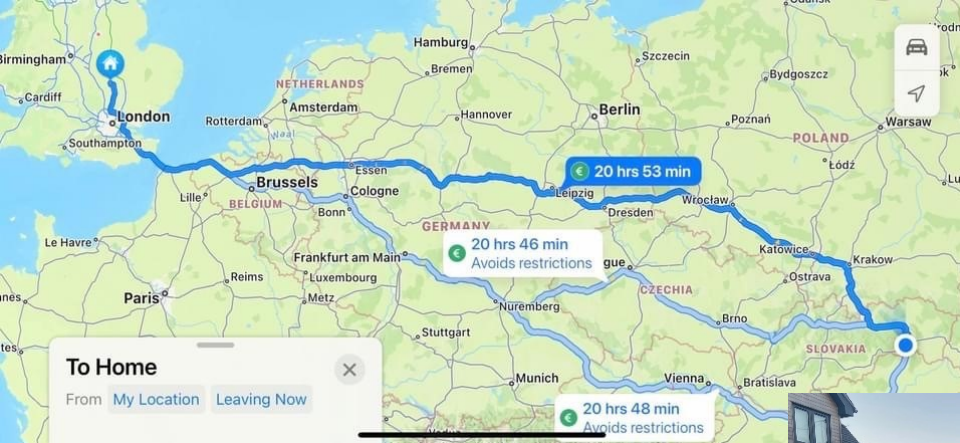 Hamburg
Szczecin
Birmingham
Bremen
Bydgoszcz
NETHERLANDS
Cardiff
Amsterdam
Hannover
Berlin
London
Rotterdam
Poznań
Warsaw
Waal
POLAND
Southampton
Essen
€ 20 hrs 53 min
Łódź
Brussels
Cologne
Leipzig
Lille
BELGIUM
Bonn
Dresden
Wrocław
GERMANY
Le Havre
€ 20 hrs 46 min
Avoids restrictions
Katowice
Frankfurt am Main
gue
Krakow
Reims
Luxembourg
Ostrava
Paris
Metz
CZECHIA
Nuremberg
Brno
Stuttgart
SLOVAKIA
To Home
Munich
Vienna
Bratislava
From My Location Leaving Now
€ 20 hrs 48 min
Avoids restrictions